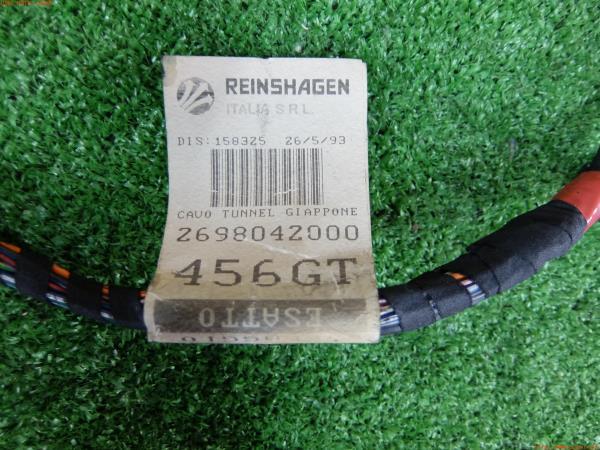 REINSHAGEN
ITALIA S.R.L.
DIS: 158325 26/5/93
CAVO TUNNEL GIAPPONE
2698042000
456GT
ESATTO